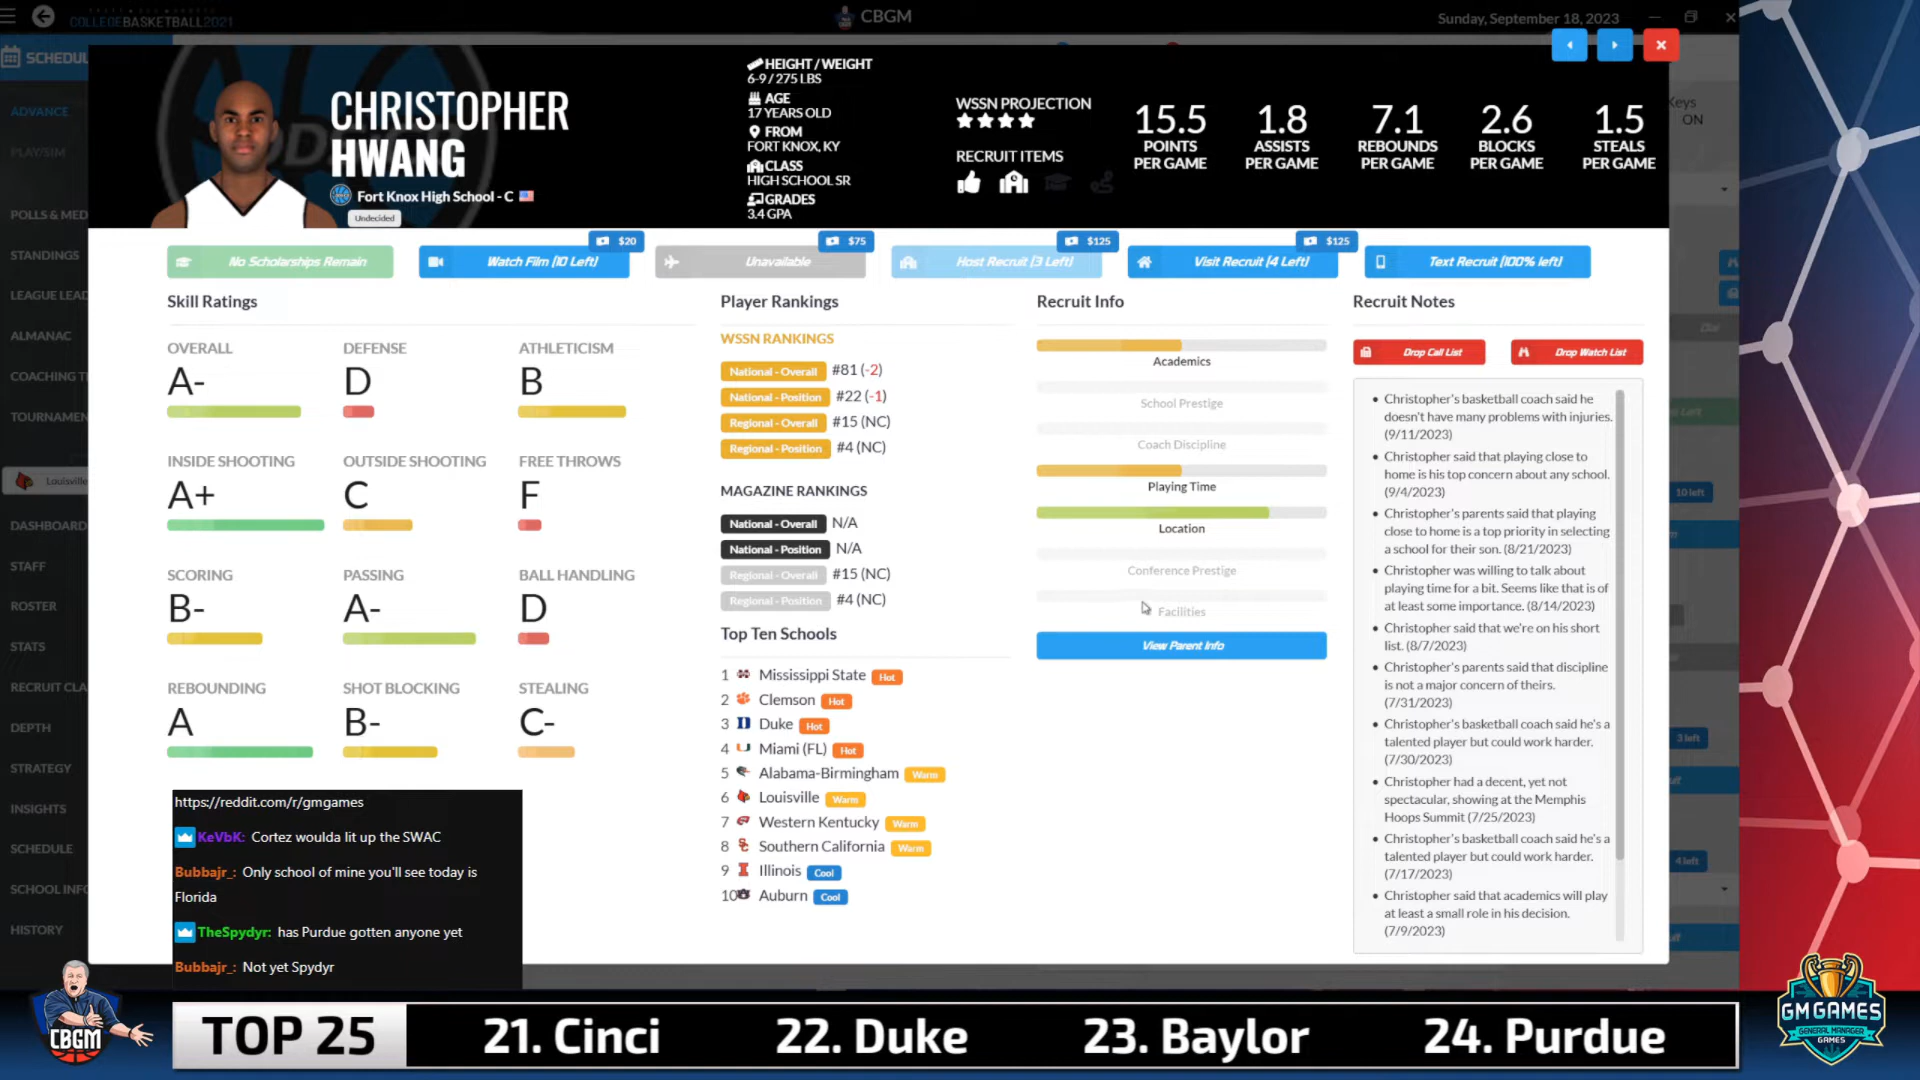 COLLEGEBASKETBALL2021
CBGM
Sunday, September 18, 2023
SCHEDUL
ADVANCE
PLAY/SIM
POLLS & MED
STANDINGS
LEAGUE LEAD
ALMANAC
COACHING T
TOURNAMEN
Louisville
DASHBOARD
STAFF
ROSTER
STATS
RECRUIT CLA
DEPTH
STRATEGY
INSIGHTS
SCHEDULE
SCHOOL INFO
HISTORY
Keys
ON
10 left
3 left
4 left
CHRISTOPHER
HWANG
Fort Knox High School - C
Undecided
HEIGHT / WEIGHT
6-9 / 275 LBS
AGE
17 YEARS OLD
FROM
FORT KNOX, KY
CLASS
HIGH SCHOOL SR
GRADES
3.4 GPA
WSSN PROJECTION
RECRUIT ITEMS
15.5
POINTS
PER GAME
1.8
ASSISTS
PER GAME
7.1
REBOUNDS
PER GAME
2.6
BLOCKS
PER GAME
1.5
STEALS
PER GAME
No Scholarships Remain
$20
Watch Film (10 Left)
$75
Unavailable
$125
Host Recruit (3 Left)
$125
Visit Recruit (4 Left)
Text Recruit (100% left)
Skill Ratings
OVERALL
A-
DEFENSE
D
ATHLETICISM
B
INSIDE SHOOTING
A+
OUTSIDE SHOOTING
C
FREE THROWS
F
SCORING
B-
PASSING
A-
BALL HANDLING
D
REBOUNDING
A
SHOT BLOCKING
B-
STEALING
C-
Player Rankings
WSSN RANKINGS
National - Overall #81 (-2)
National - Position #22 (-1)
Regional - Overall #15 (NC)
Regional - Position #4 (NC)
MAGAZINE RANKINGS
National - Overall N/A
National - Position N/A
Regional - Overall #15 (NC)
Regional - Position #4 (NC)
Top Ten Schools
1 Mississippi State Hot
2 Clemson Hot
3 Duke Hot
4 Miami (FL) Hot
5 Alabama-Birmingham Warm
6 Louisville Warm
7 Western Kentucky Warm
8 Southern California Warm
9 Illinois Cool
10 Auburn Cool
Recruit Info
Academics
School Prestige
Coach Discipline
Playing Time
Location
Conference Prestige
Facilities
View Parent Info
Recruit Notes
Drop Call List
Drop Watch List
Christopher's basketball coach said he
doesn't have many problems with injuries.
(9/11/2023)
Christopher said that playing close to
home is his top concern about any school.
(9/4/2023)
Christopher's parents said that playing
close to home is a top priority in selecting
a school for their son. (8/21/2023)
Christopher was willing to talk about
playing time for a bit. Seems like that is of
at least some importance. (8/14/2023)
Christopher said that we're on his short
list. (8/7/2023)
Christopher's parents said that discipline
is not a major concern of theirs.
(7/31/2023)
Christopher's basketball coach said he's a
talented player but could work harder.
(7/30/2023)
Christopher had a decent, yet not
spectacular, showing at the Memphis
Hoops Summit (7/25/2023)
Christopher's basketball coach said he's a
talented player but could work harder.
(7/17/2023)
Christopher said that academics will play
at least a small role in his decision.
(7/9/2023)
https://reddit.com/r/gmgames
KeVbK: Cortez woulda lit up the SWAC
Bubbajr_: Only school of mine you'll see today is
Florida
TheSpydyr: has Purdue gotten anyone yet
Bubbajr_: Not yet Spydyr
CBGM
TOP 25
21. Cinci
22. Duke
23. Baylor
24. Purdue
GM GAMES
GENERAL MANAGER
GAMES